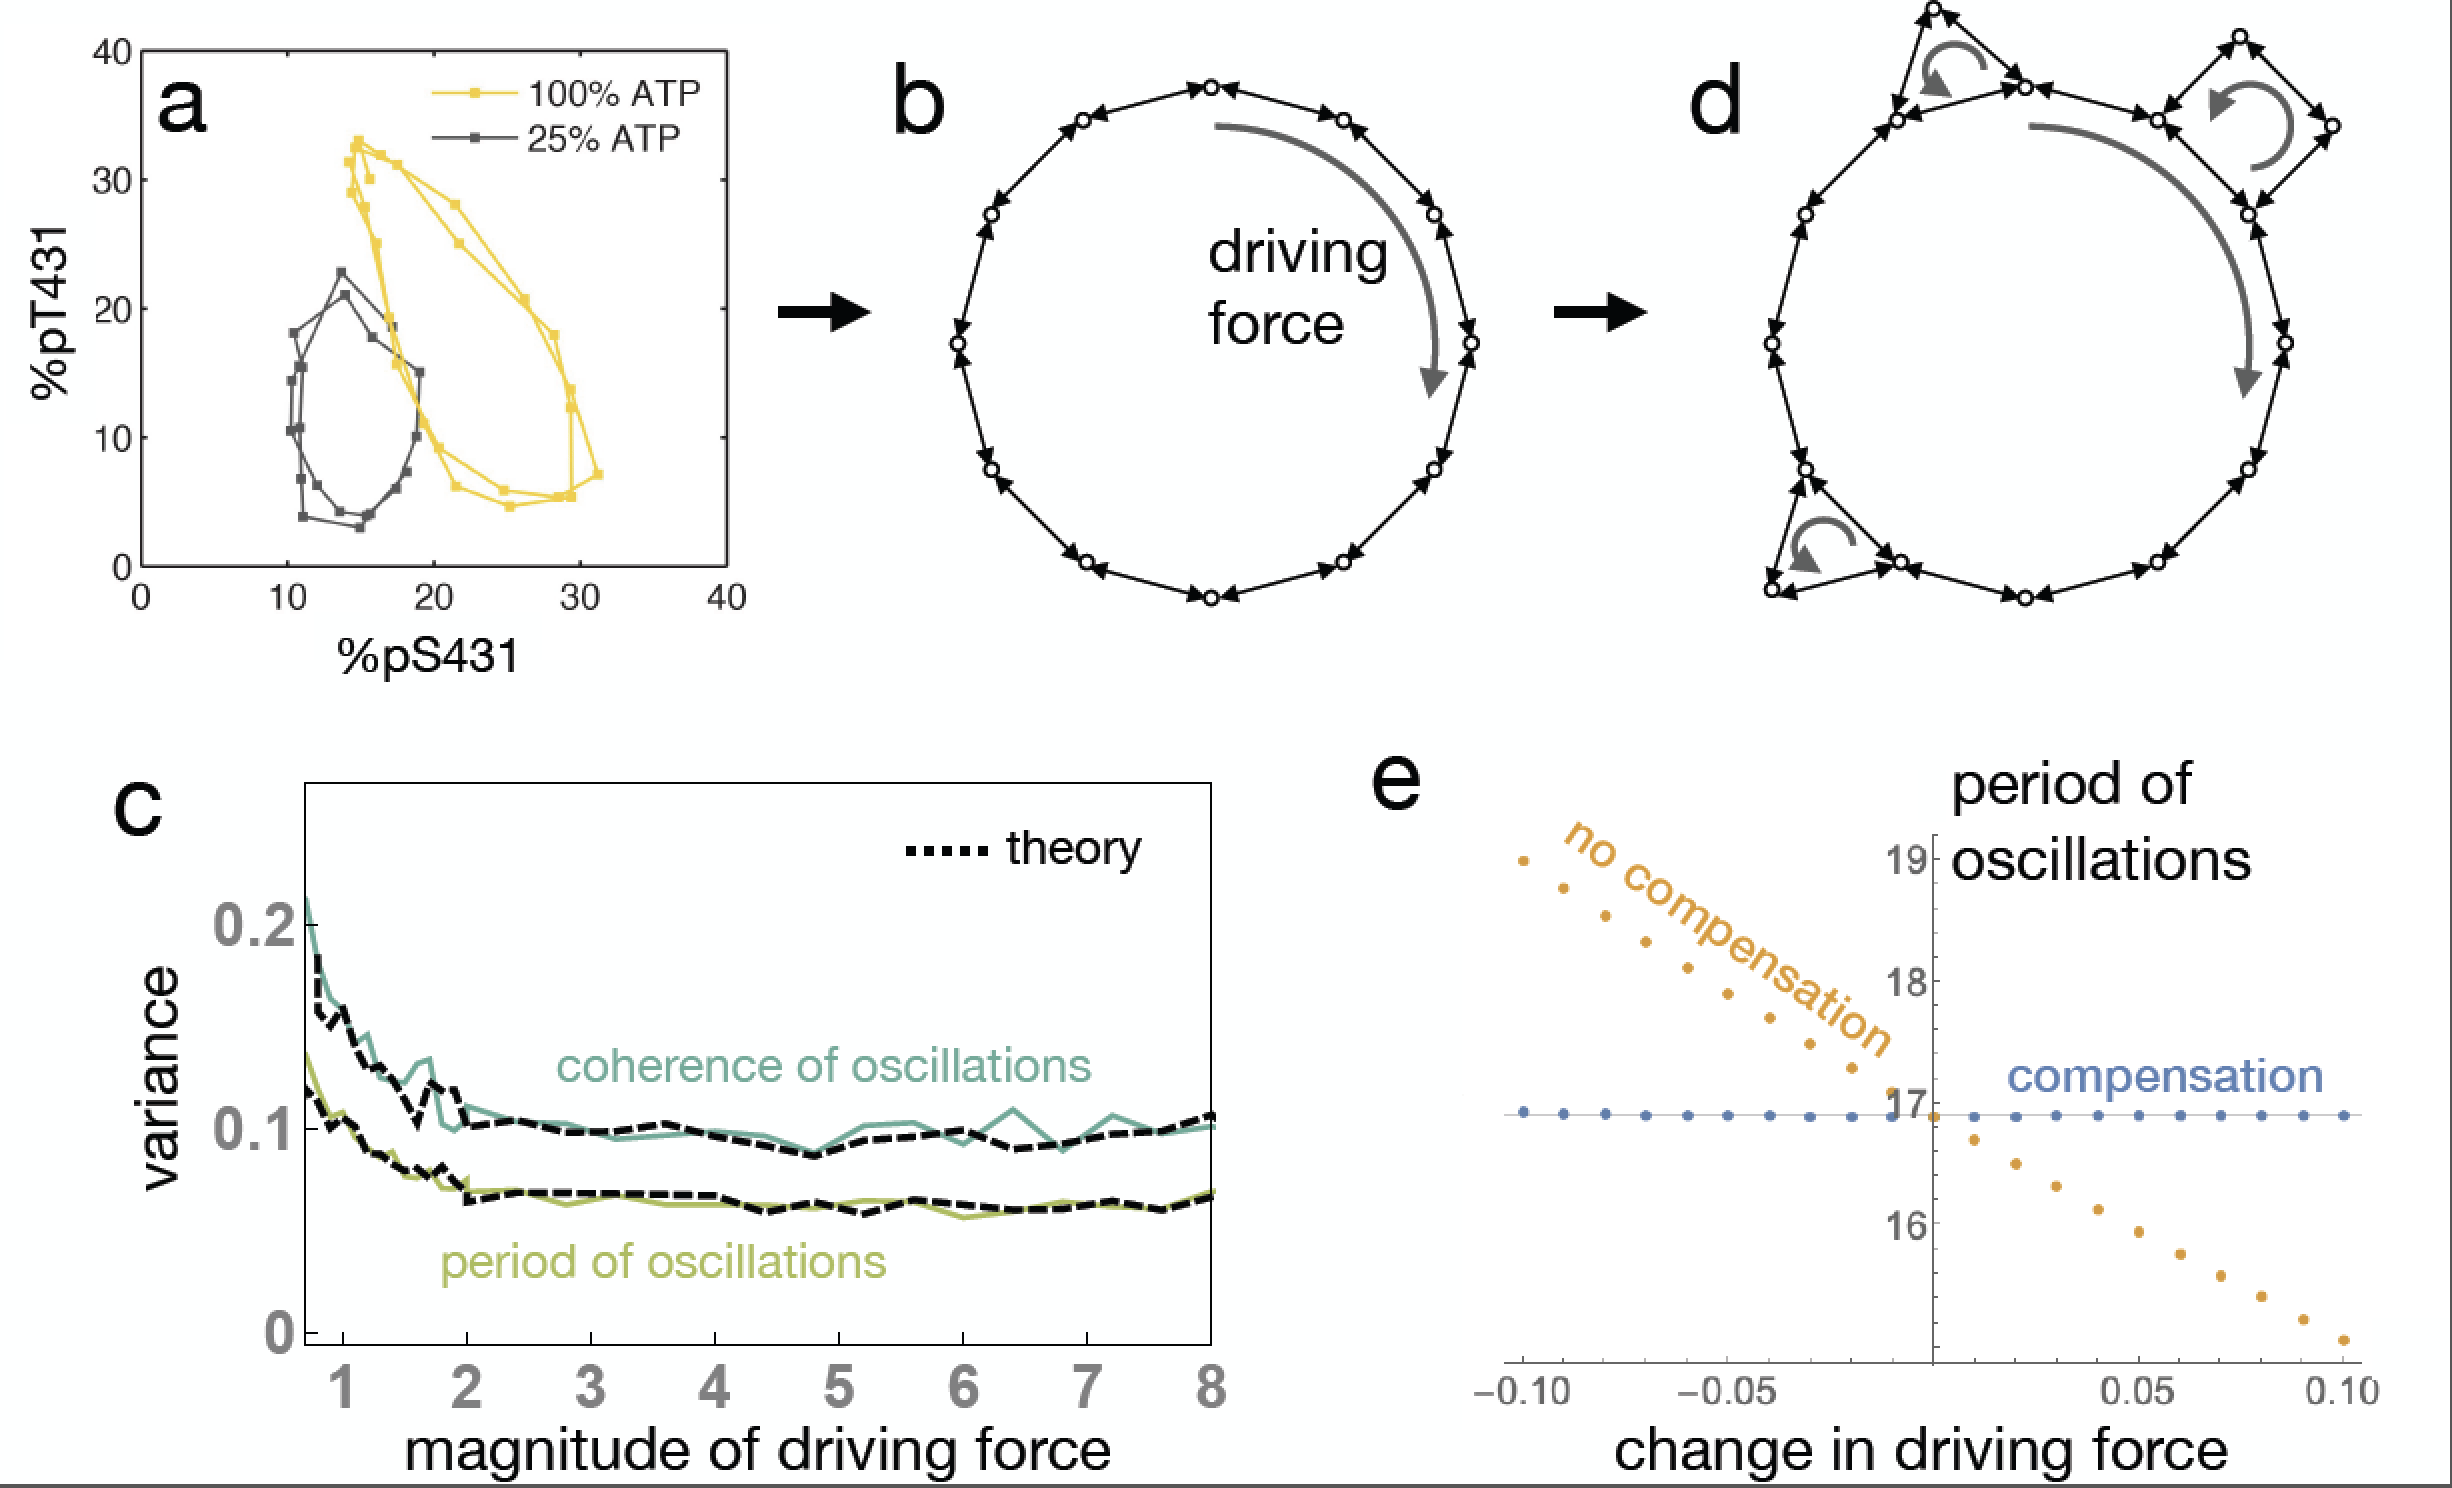 a
100% ATP
25% ATP
40
30
20
10
0
0 10 20 30 40
%pT431
%pS431
b
driving
force
d
c
theory
coherence of oscillations
period of oscillations
variance
0.2
0.1
0
1 2 3 4 5 6 7 8
magnitude of driving force
e
period of
oscillations
no compensation
compensation
19
18
17
16
−0.10 −0.05 0.05 0.10
change in driving force